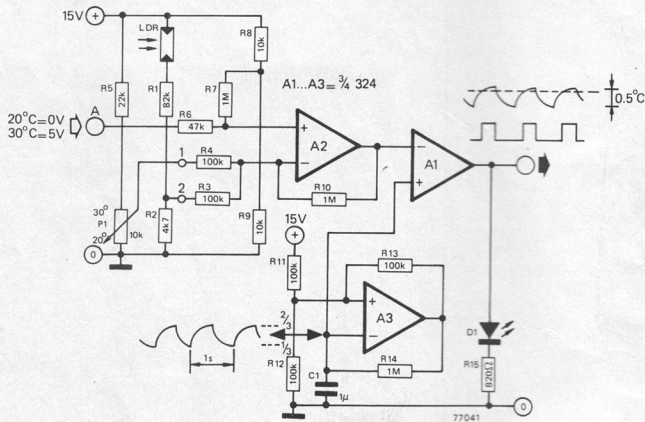 15V
LDR
R8
10k
R5
22k
R1
82k
R7
1M
A1...A3= ¾ 324
0.5°C
20°C=0V
30°C=5V
A
R6
47k
+
A2
−
1
R4
100k
2
R3
100k
R10
1M
−
A1
+
30°
P1
20°
10k
R2
4k7
R9
10k
0
15V
R11
100k
R13
100k
+
A3
−
2/3
1/3
1s
R12
100k
R14
1M
C1
1µ
D1
R15
820Ω
0
77041